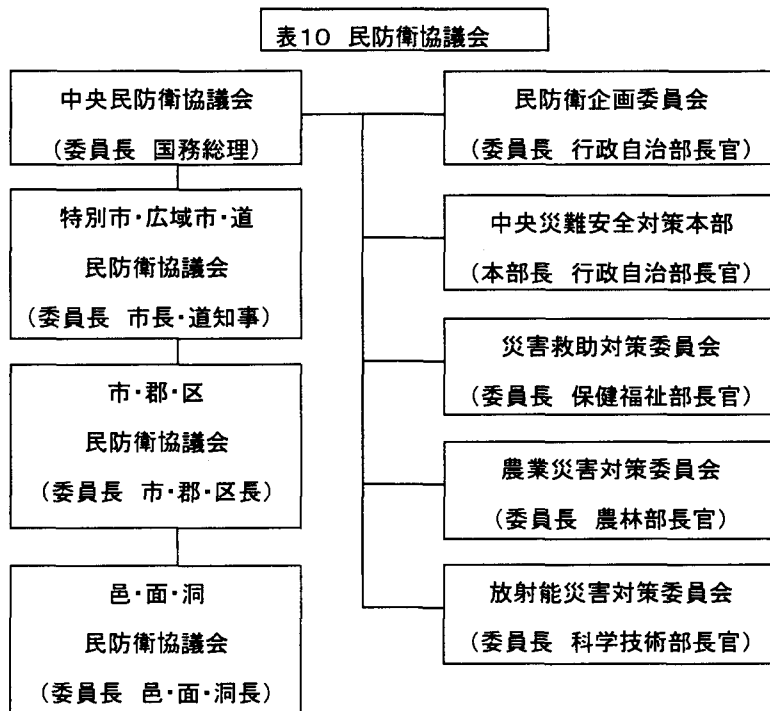 表10 民防衛協議会
中央民防衛協議会
(委員長 国務総理)
特別市・広域市・道
民防衛協議会
(委員長 市長・道知事)
市・郡・区
民防衛協議会
(委員長 市・郡・区長)
邑・面・洞
民防衛協議会
(委員長 邑・面・洞長)
民防衛企画委員会
(委員長 行政自治部長官)
中央災難安全対策本部
(本部長 行政自治部長官)
災害救助対策委員会
(委員長 保健福祉部長官)
農業災害対策委員会
(委員長 農林部長官)
放射能災害対策委員会
(委員長 科学技術部長官)